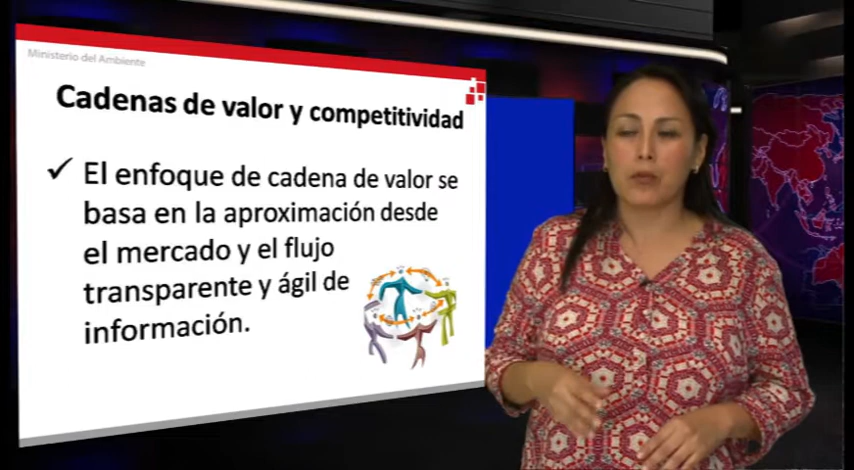 Ministerio del Ambiente
Cadenas de valor y competitividad
✓ El enfoque de cadena de valor se
basa en la aproximación desde
el mercado y el flujo
transparente y ágil de
información.